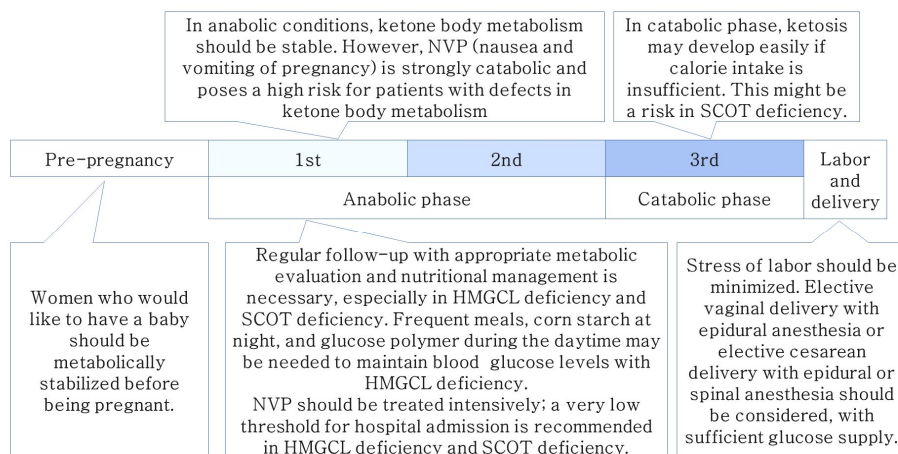 In anabolic conditions, ketone body metabolism
should be stable. However, NVP (nausea and
vomiting of pregnancy) is strongly catabolic and
poses a high risk for patients with defects in
ketone body metabolism
In catabolic phase, ketosis
may develop easily if
calorie intake is
insufficient. This might be
a risk in SCOT deficiency.
Pre-pregnancy
1st
2nd
3rd
Labor
and
delivery
Anabolic phase
Catabolic phase
Women who would
like to have a baby
should be
metabolically
stabilized before
being pregnant.
Regular follow-up with appropriate metabolic
evaluation and nutritional management is
necessary, especially in HMGCL deficiency and
SCOT deficiency. Frequent meals, corn starch at
night, and glucose polymer during the daytime may
be needed to maintain blood glucose levels with
HMGCL deficiency.
NVP should be treated intensively; a very low
threshold for hospital admission is recommended
in HMGCL deficiency and SCOT deficiency.
Stress of labor should be
minimized. Elective
vaginal delivery with
epidural anesthesia or
elective cesarean
delivery with epidural or
spinal anesthesia should
be considered, with
sufficient glucose supply.